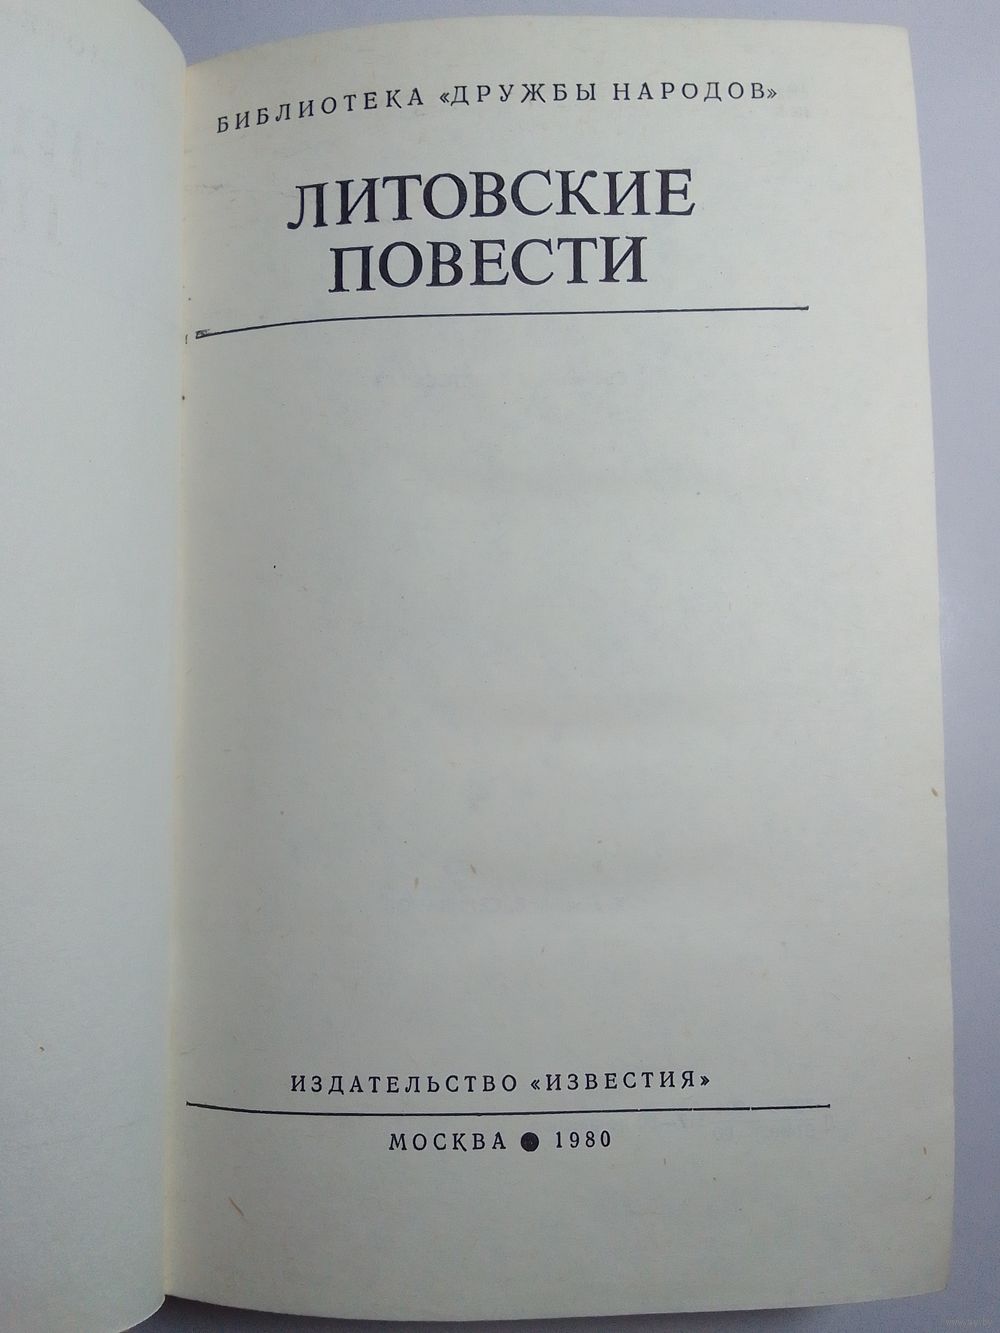 БИБЛИОТЕКА «ДРУЖБЫ НАРОДОВ»
ЛИТОВСКИЕ
ПОВЕСТИ
ИЗДАТЕЛЬСТВО «ИЗВЕСТИЯ»
МОСКВА ● 1980